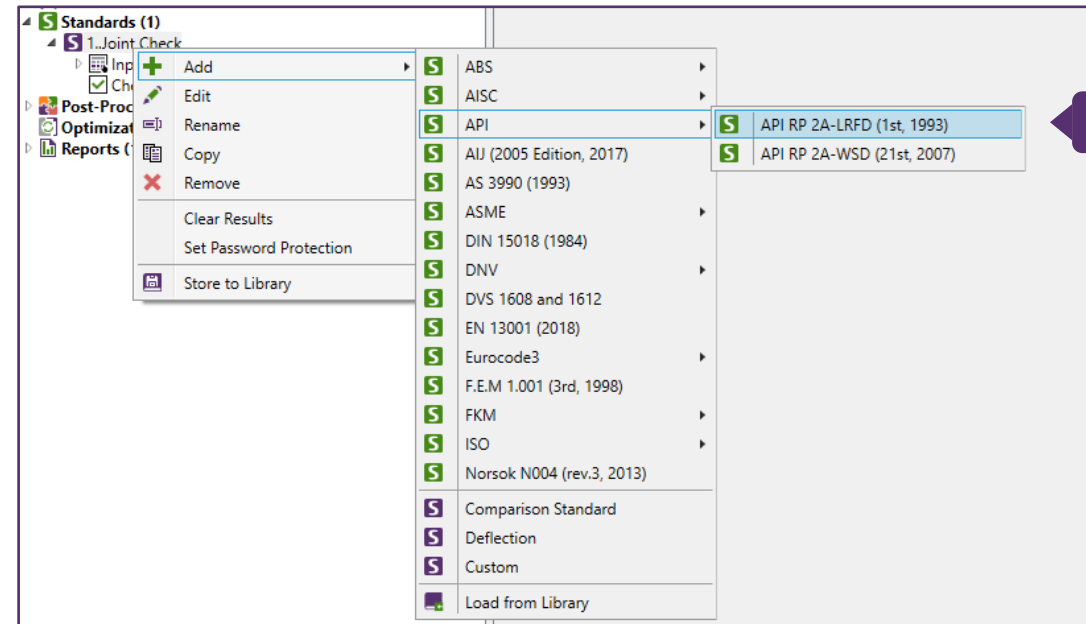 Standards (1)
1..Joint Check
Inp
Che
Post-Proc
Optimizat
Reports (
Add
Edit
Rename
Copy
Remove
Clear Results
Set Password Protection
Store to Library
ABS
AISC
API
AIJ (2005 Edition, 2017)
AS 3990 (1993)
ASME
DIN 15018 (1984)
DNV
DVS 1608 and 1612
EN 13001 (2018)
Eurocode3
F.E.M 1.001 (3rd, 1998)
FKM
ISO
Norsok N004 (rev.3, 2013)
Comparison Standard
Deflection
Custom
Load from Library
API RP 2A-LRFD (1st, 1993)
API RP 2A-WSD (21st, 2007)